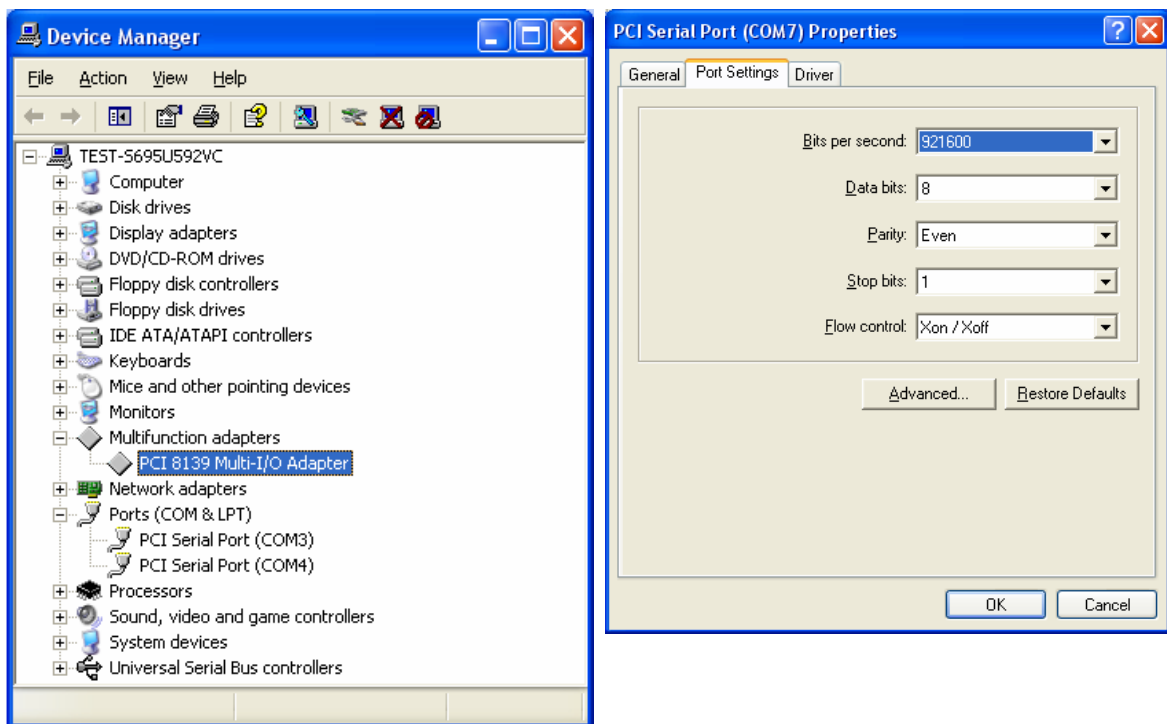 Device Manager
File Action View Help
TEST-S695U592VC
Computer
Disk drives
Display adapters
DVD/CD-ROM drives
Floppy disk controllers
Floppy disk drives
IDE ATA/ATAPI controllers
Keyboards
Mice and other pointing devices
Monitors
Multifunction adapters
PCI 8139 Multi-I/O Adapter
Network adapters
Ports (COM & LPT)
PCI Serial Port (COM3)
PCI Serial Port (COM4)
Processors
Sound, video and game controllers
System devices
Universal Serial Bus controllers
PCI Serial Port (COM7) Properties
General Port Settings Driver
Bits per second: 921600
Data bits: 8
Parity: Even
Stop bits: 1
Flow control: Xon / Xoff
Advanced... Restore Defaults
OK Cancel